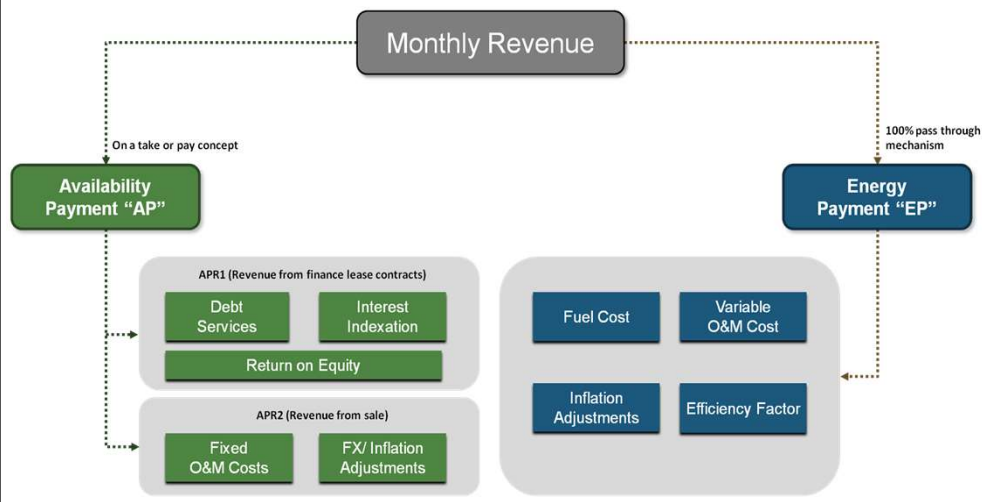 Monthly Revenue
On a take or pay concept
100% pass through
mechanism
Availability
Payment “AP”
Energy
Payment “EP”
APR1 (Revenue from finance lease contracts)
Debt
Services
Interest
Indexation
Return on Equity
APR2 (Revenue from sale)
Fixed
O&M Costs
FX/ Inflation
Adjustments
Fuel Cost
Variable
O&M Cost
Inflation
Adjustments
Efficiency Factor